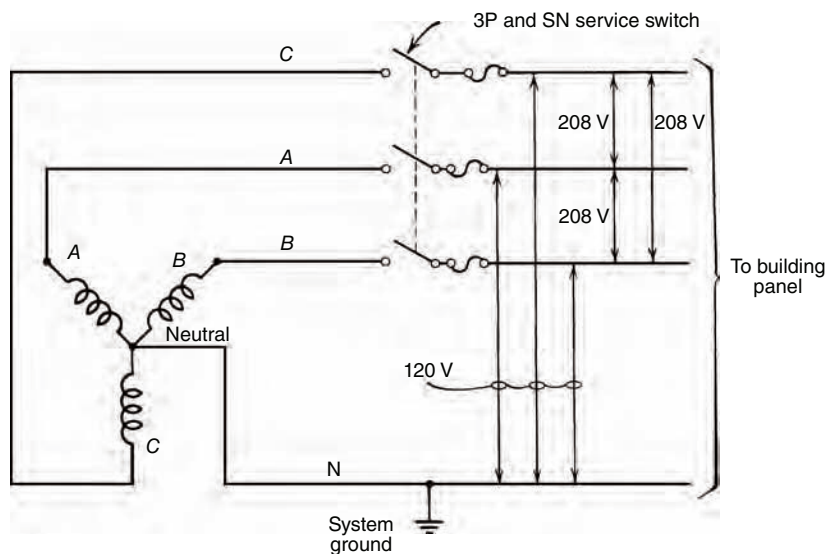 3P and SN service switch
C
208 V
208 V
A
208 V
A
B
B
To building
panel
Neutral
120 V
C
N
System
ground